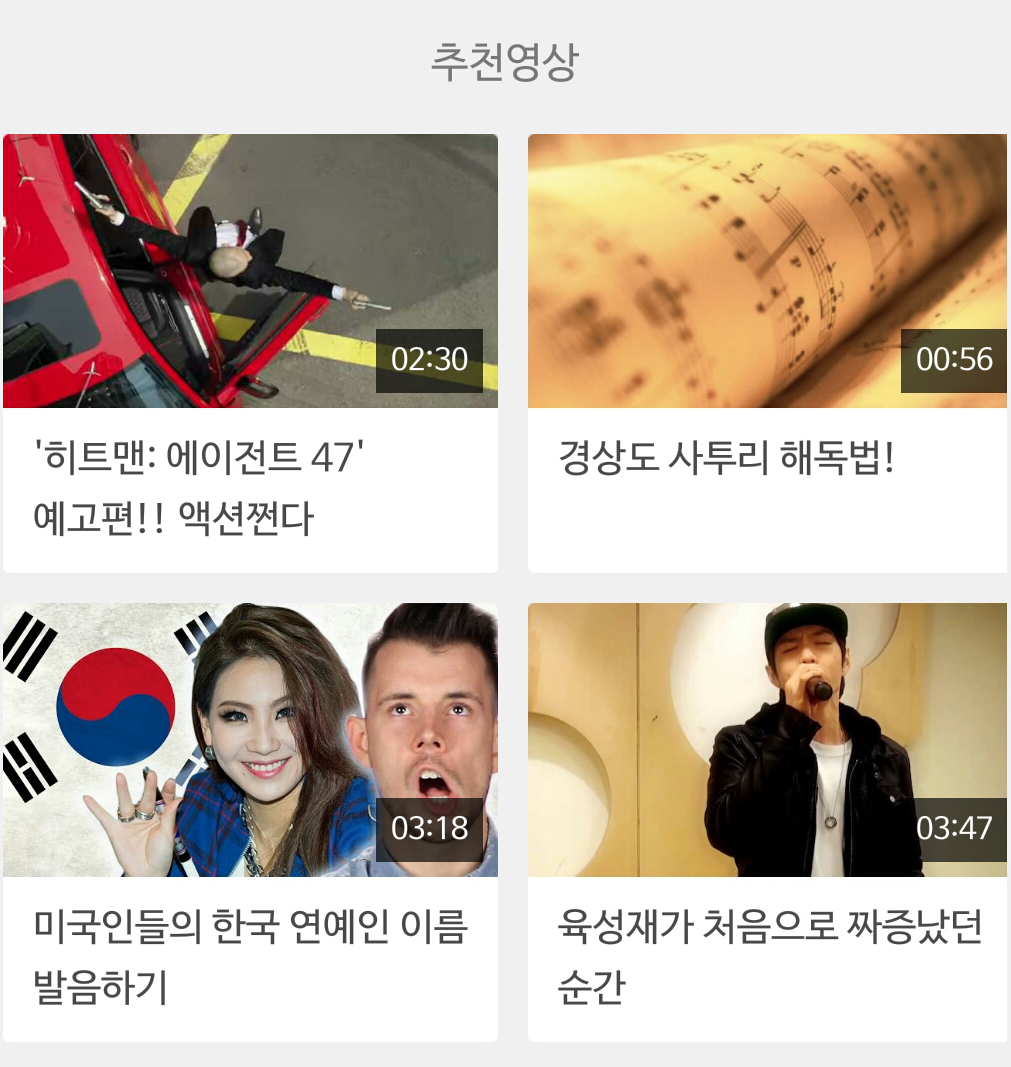 추천영상
02:30
00:56
'히트맨: 에이전트 47'
예고편!! 액션쩐다
경상도 사투리 해독법!
03:18
03:47
미국인들의 한국 연예인 이름
발음하기
육성재가 처음으로 짜증났던
순간